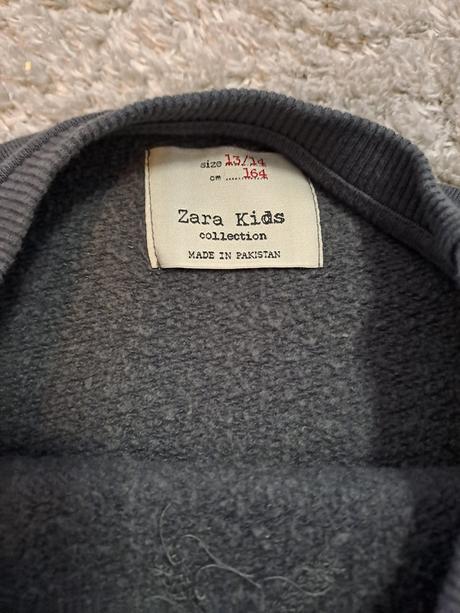 size 13/14
cm ......164
Zara Kids
collection
MADE IN PAKISTAN